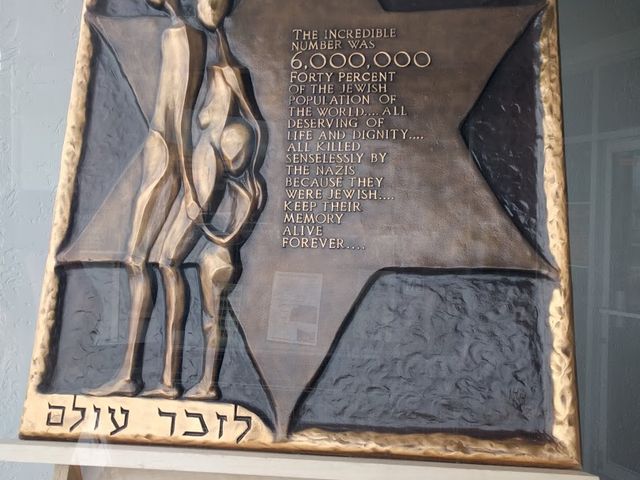 THE INCREDIBLE
NUMBER WAS
6,000,000
FORTY PERCENT
OF THE JEWISH
POPULATION OF
THE WORLD.... ALL
DESERVING OF
LIFE AND DIGNITY....
ALL KILLED
SENSELESSLY BY
THE NAZIS
BECAUSE THEY
WERE JEWISH....
KEEP THEIR
MEMORY
ALIVE
FOREVER....
לזכר עולם